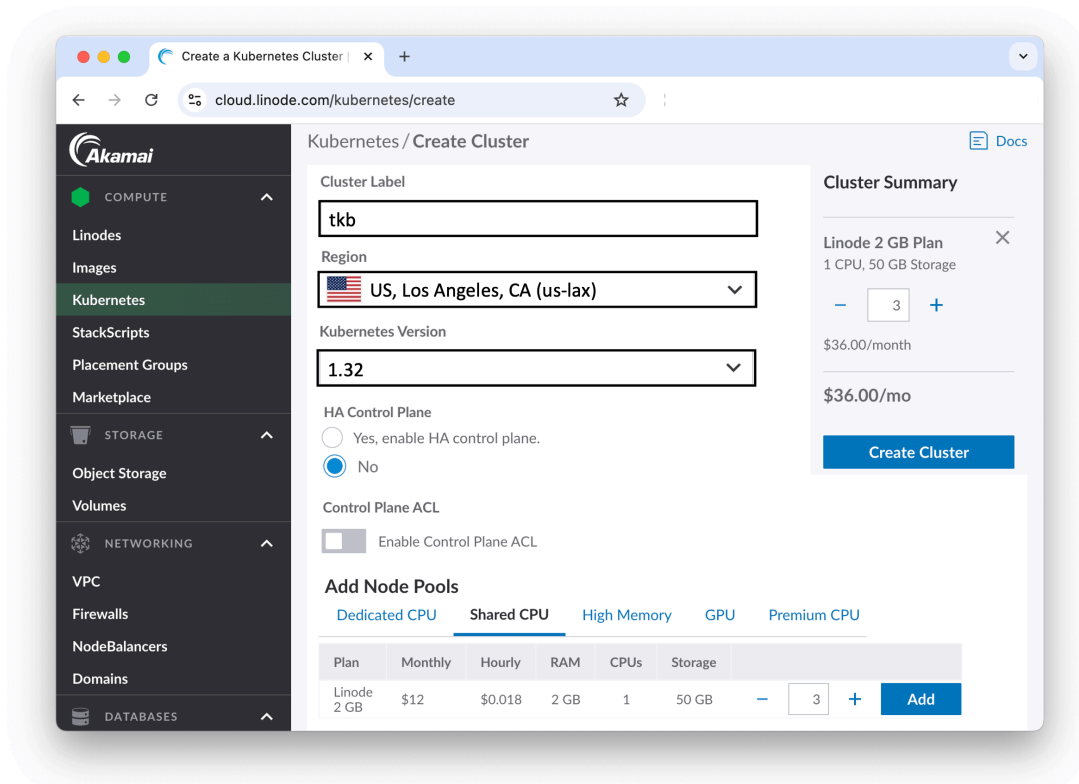 Create a Kubernetes Cluster
cloud.linode.com/kubernetes/create
Akamai
COMPUTE
Linodes
Images
Kubernetes
StackScripts
Placement Groups
Marketplace
STORAGE
Object Storage
Volumes
NETWORKING
VPC
Firewalls
NodeBalancers
Domains
DATABASES
Kubernetes / Create Cluster
Docs
Cluster Label
tkb
Region
US, Los Angeles, CA (us-lax)
Kubernetes Version
1.32
HA Control Plane
Yes, enable HA control plane.
No
Control Plane ACL
Enable Control Plane ACL
Add Node Pools
Dedicated CPU Shared CPU High Memory GPU Premium CPU
Plan Monthly Hourly RAM CPUs Storage
Linode
2 GB $12 $0.018 2 GB 1 50 GB − 3 + Add
Cluster Summary
Linode 2 GB Plan
1 CPU, 50 GB Storage
− 3 +
$36.00/month
$36.00/mo
Create Cluster